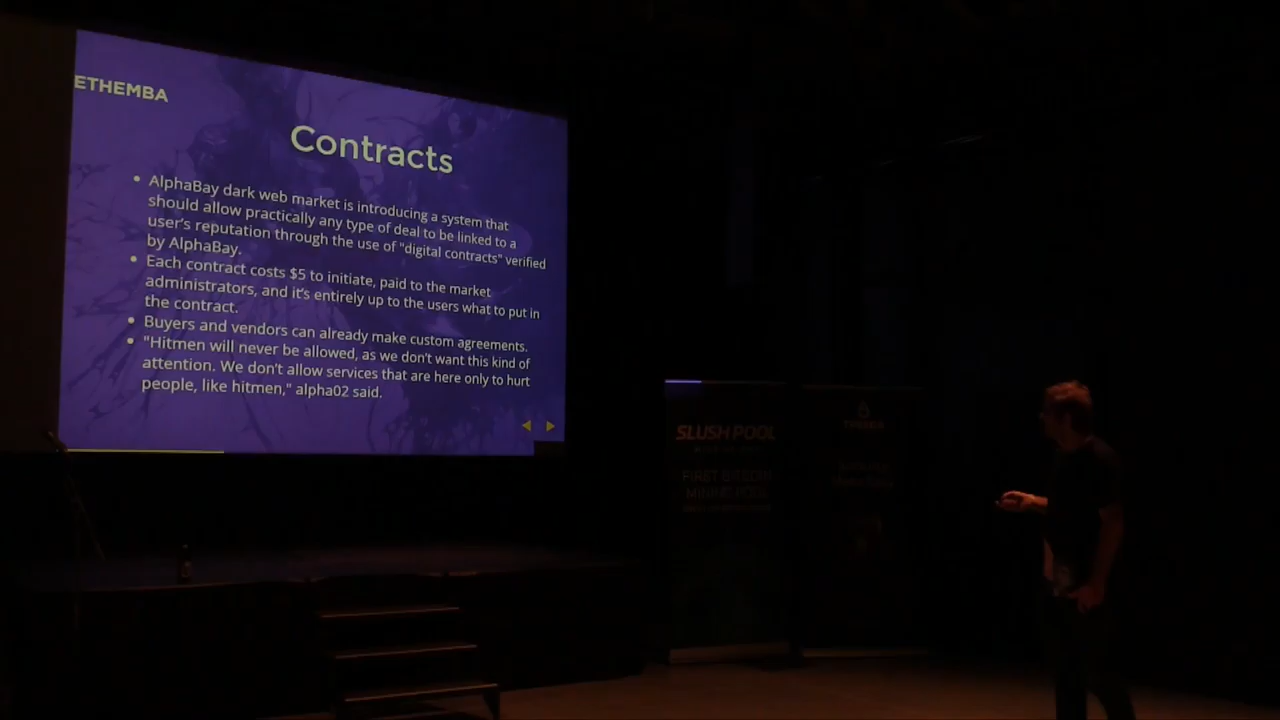 ETHEMBA
Contracts
• AlphaBay dark web market is introducing a system that
should allow practically any type of deal to be linked to a
user's reputation through the use of "digital contracts" verified
by AlphaBay.
• Each contract costs $5 to initiate, paid to the market
administrators, and it's entirely up to the users what to put in
the contract.
• Buyers and vendors can already make custom agreements.
• "Hitmen will never be allowed, as we don't want this kind of
attention. We don't allow services that are here only to hurt
people, like hitmen," alpha02 said.
SLUSH POOL
FIRST BITCOIN
MINING POOL